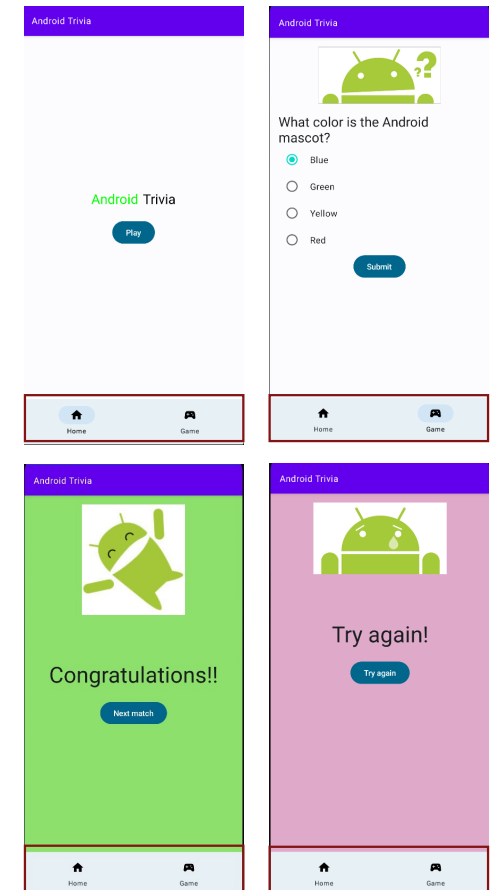 Android Trivia
Android Trivia
Play
Home
Game
Android Trivia
??
What color is the Android
mascot?
Blue
Green
Yellow
Red
Submit
Home
Game
Android Trivia
Congratulations!!
Next match
Home
Game
Android Trivia
Try again!
Try again
Home
Game